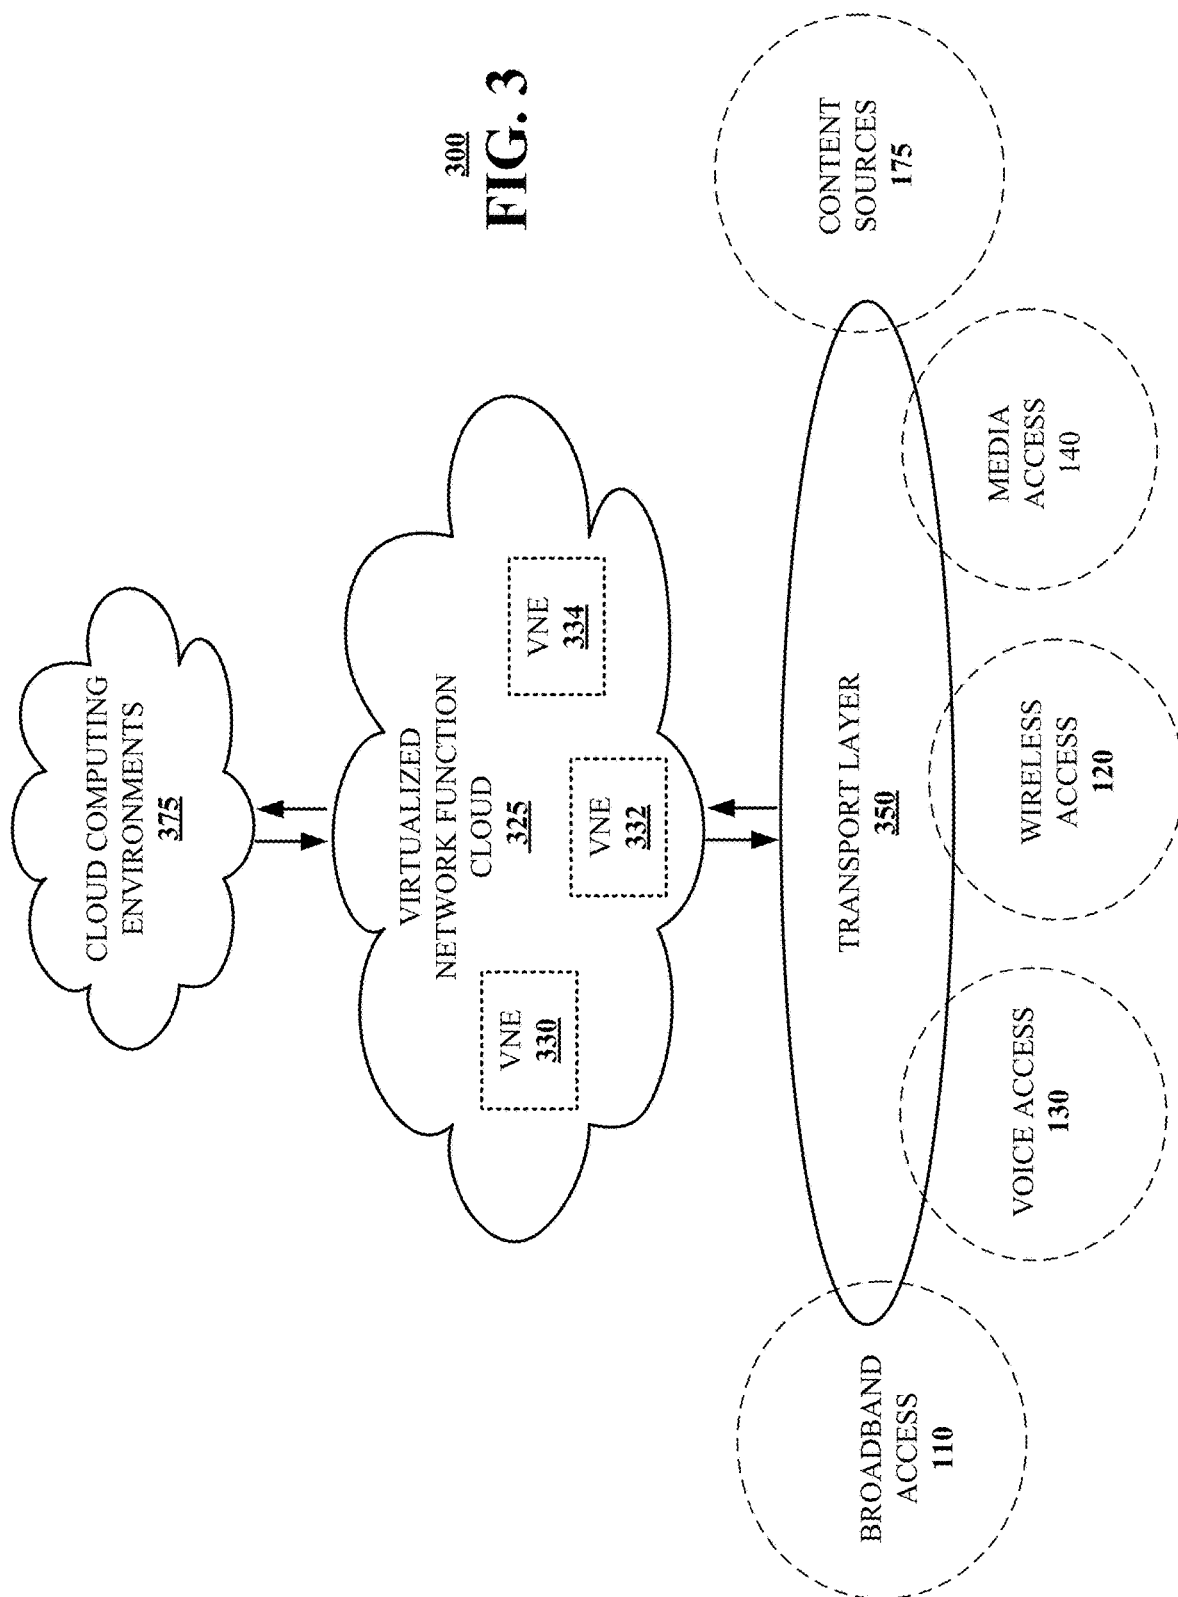 CLOUD COMPUTING
ENVIRONMENTS
375
VIRTUALIZED
NETWORK FUNCTION
CLOUD
325
VNE
330
VNE
332
VNE
334
TRANSPORT LAYER
350
BROADBAND
ACCESS
110
VOICE ACCESS
130
WIRELESS
ACCESS
120
MEDIA
ACCESS
140
CONTENT
SOURCES
175
300
FIG. 3